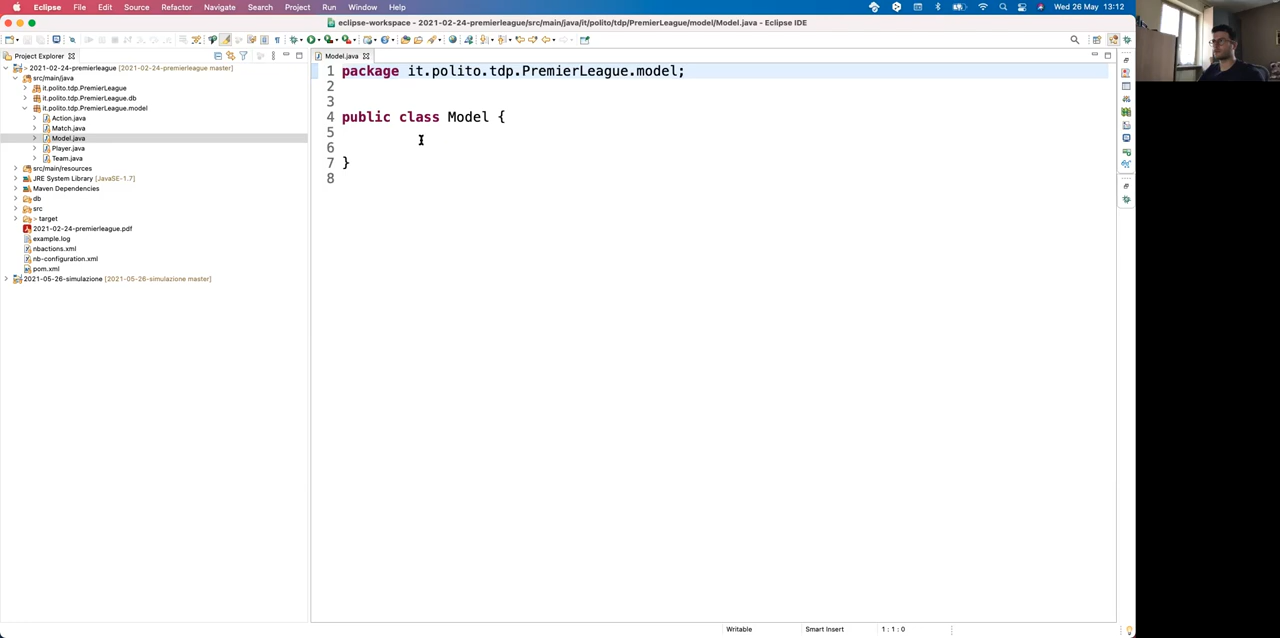 Eclipse File Edit Source Refactor Navigate Search Project Run Window Help Wed 26 May 13:12
eclipse-workspace - 2021-02-24-premierleague/src/main/java/it/polito/tdp/PremierLeague/model/Model.java - Eclipse IDE
Project Explorer
Model.java
> 2021-02-24-premierleague [2021-02-24-premierleague master]
src/main/java
it.polito.tdp.PremierLeague
it.polito.tdp.PremierLeague.db
it.polito.tdp.PremierLeague.model
Action.java
Match.java
Model.java
Player.java
Team.java
src/main/resources
JRE System Library [JavaSE-1.7]
Maven Dependencies
db
src
> target
2021-02-24-premierleague.pdf
example.log
nbactions.xml
nb-configuration.xml
pom.xml
2021-05-26-simulazione [2021-05-26-simulazione master]
1 package it.polito.tdp.PremierLeague.model;
2
3
4 public class Model {
5
6
7 }
8
Writable Smart Insert 1 : 1 : 0